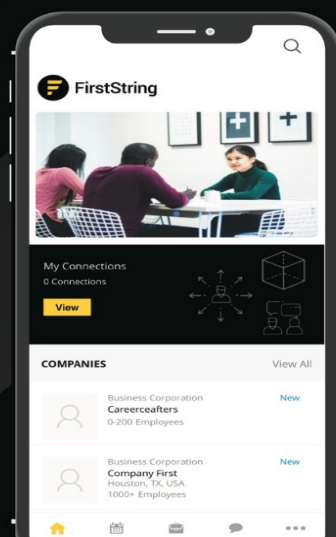 FirstString
My Connections
0 Connections
View
COMPANIES
View All
Business Corporation
New
Careerceafters
0-200 Employees
Business Corporation
New
Company First
Houston, TX, USA
1000+ Employees